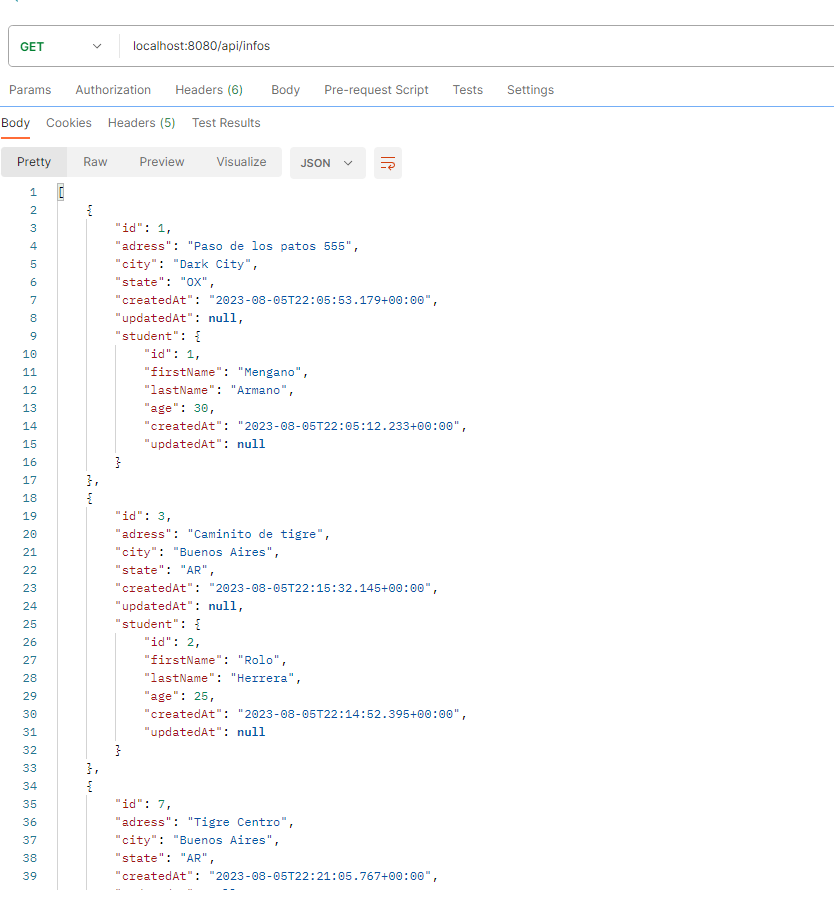 GET localhost:8080/api/infos
Params Authorization Headers (6) Body Pre-request Script Tests Settings
Body Cookies Headers (5) Test Results
Pretty Raw Preview Visualize JSON
1 [
2 {
3 "id": 1,
4 "adress": "Paso de los patos 555",
5 "city": "Dark City",
6 "state": "OX",
7 "createdAt": "2023-08-05T22:05:53.179+00:00",
8 "updatedAt": null,
9 "student": {
10 "id": 1,
11 "firstName": "Mengano",
12 "lastName": "Armano",
13 "age": 30,
14 "createdAt": "2023-08-05T22:05:12.233+00:00",
15 "updatedAt": null
16 }
17 },
18 {
19 "id": 3,
20 "adress": "Caminito de tigre",
21 "city": "Buenos Aires",
22 "state": "AR",
23 "createdAt": "2023-08-05T22:15:32.145+00:00",
24 "updatedAt": null,
25 "student": {
26 "id": 2,
27 "firstName": "Rolo",
28 "lastName": "Herrera",
29 "age": 25,
30 "createdAt": "2023-08-05T22:14:52.395+00:00",
31 "updatedAt": null
32 }
33 },
34 {
35 "id": 7,
36 "adress": "Tigre Centro",
37 "city": "Buenos Aires",
38 "state": "AR",
39 "createdAt": "2023-08-05T22:21:05.767+00:00",